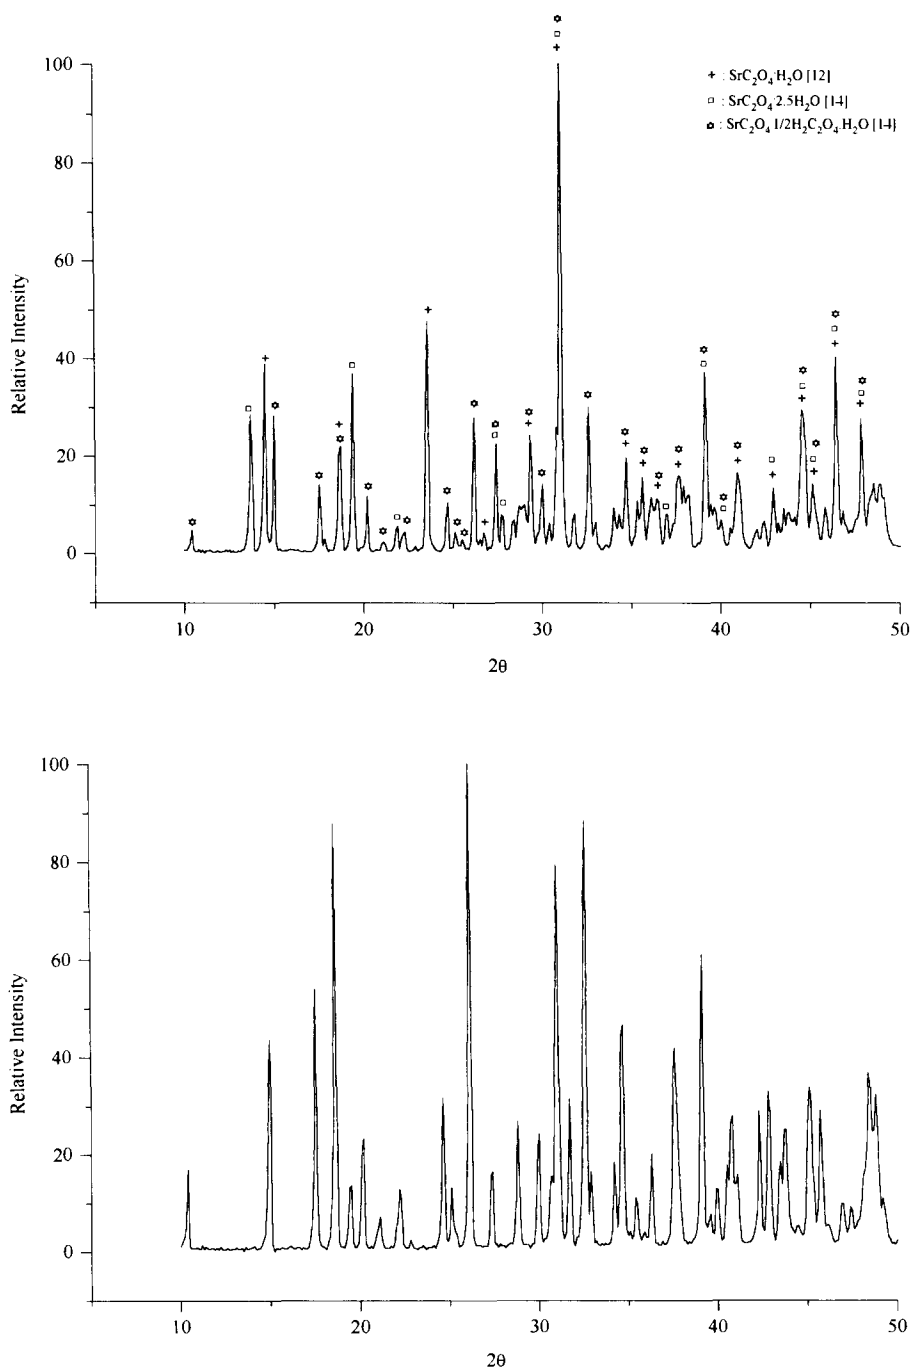 100
80
60
40
20
0
Relative Intensity
+ : SrC₂O₄·H₂O [12]
□ : SrC₂O₄·2.5H₂O [14]
✡ : SrC₂O₄·1/2H₂C₂O₄·H₂O [14]
10 20 30 40 50
2θ
100
80
60
40
20
0
Relative Intensity
10 20 30 40 50
2θ